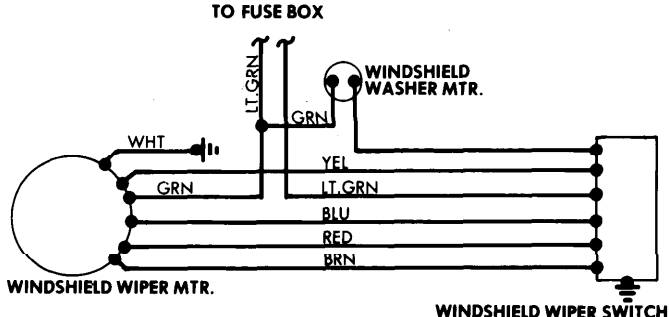 TO FUSE BOX
LT.GRN
WINDSHIELD
WASHER MTR.
GRN
WHT
YEL
GRN
LT.GRN
BLU
RED
BRN
WINDSHIELD WIPER MTR.
WINDSHIELD WIPER SWITCH